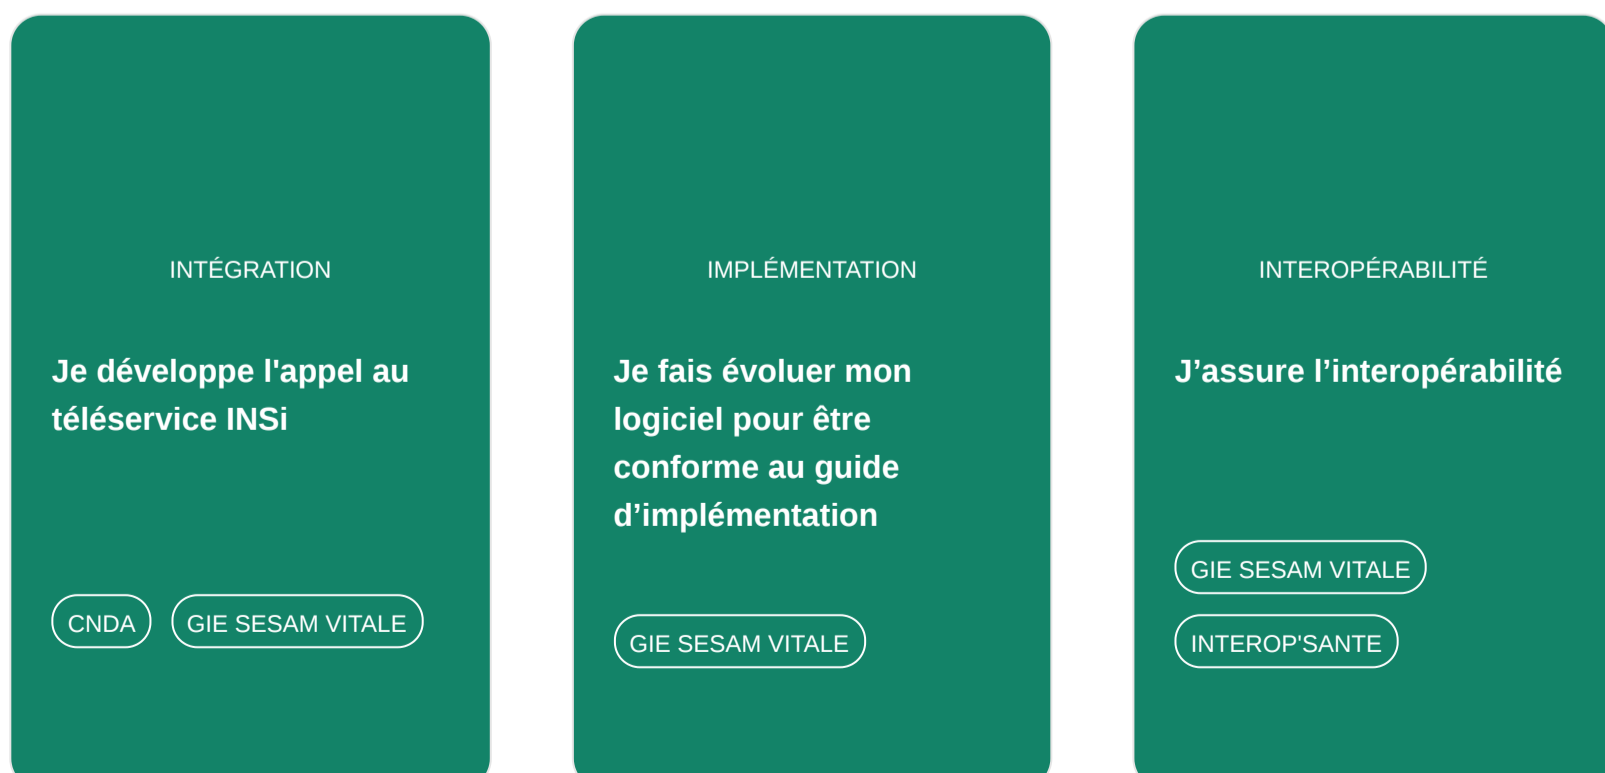 INTÉGRATION
Je développe l'appel au
téléservice INSi
CNDA
GIE SESAM VITALE
IMPLÉMENTATION
Je fais évoluer mon
logiciel pour être
conforme au guide
d’implémentation
GIE SESAM VITALE
INTEROPÉRABILITÉ
J’assure l’interopérabilité
GIE SESAM VITALE
INTEROP'SANTE